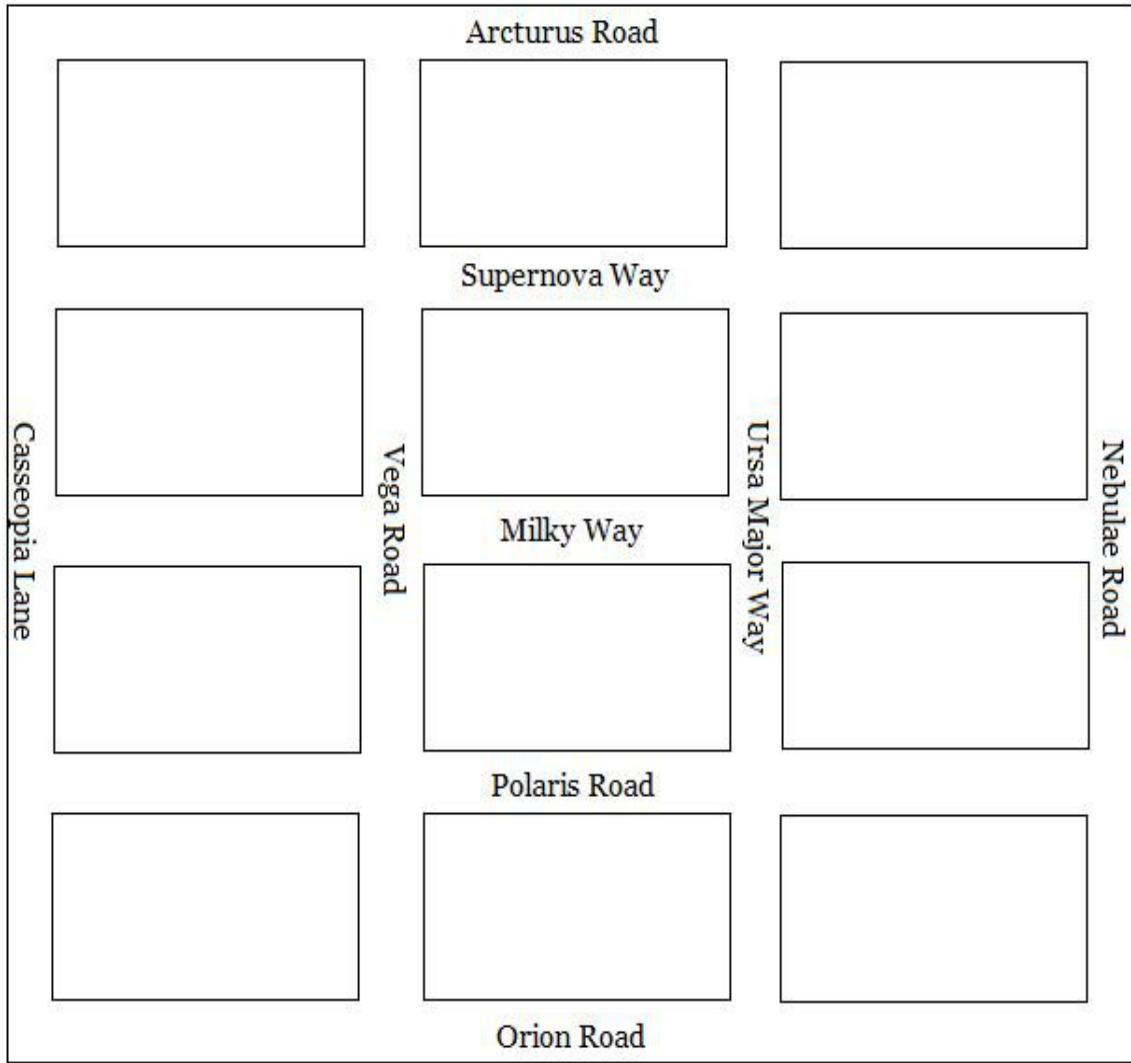 Arcturus Road
Supernova Way
Casseopia Lane
Vega Road
Ursa Major Way
Nebulae Road
Milky Way
Polaris Road
Orion Road